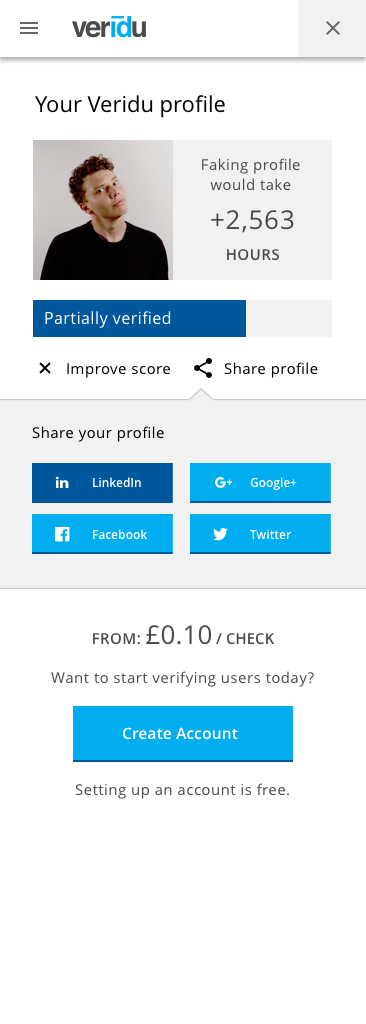 veridu
Your Veridu profile
Faking profile
would take
+2,563
HOURS
Partially verified
Improve score
Share profile
Share your profile
LinkedIn
Google+
Facebook
Twitter
FROM: £0.10 / CHECK
Want to start verifying users today?
Create Account
Setting up an account is free.